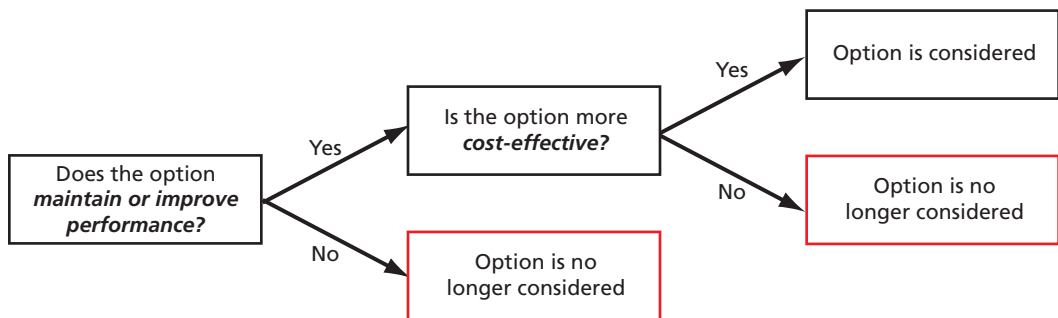 Does the option
maintain or improve
performance?
Yes
No
Is the option more
cost-effective?
Option is no
longer considered
Yes
No
Option is considered
Option is no
longer considered